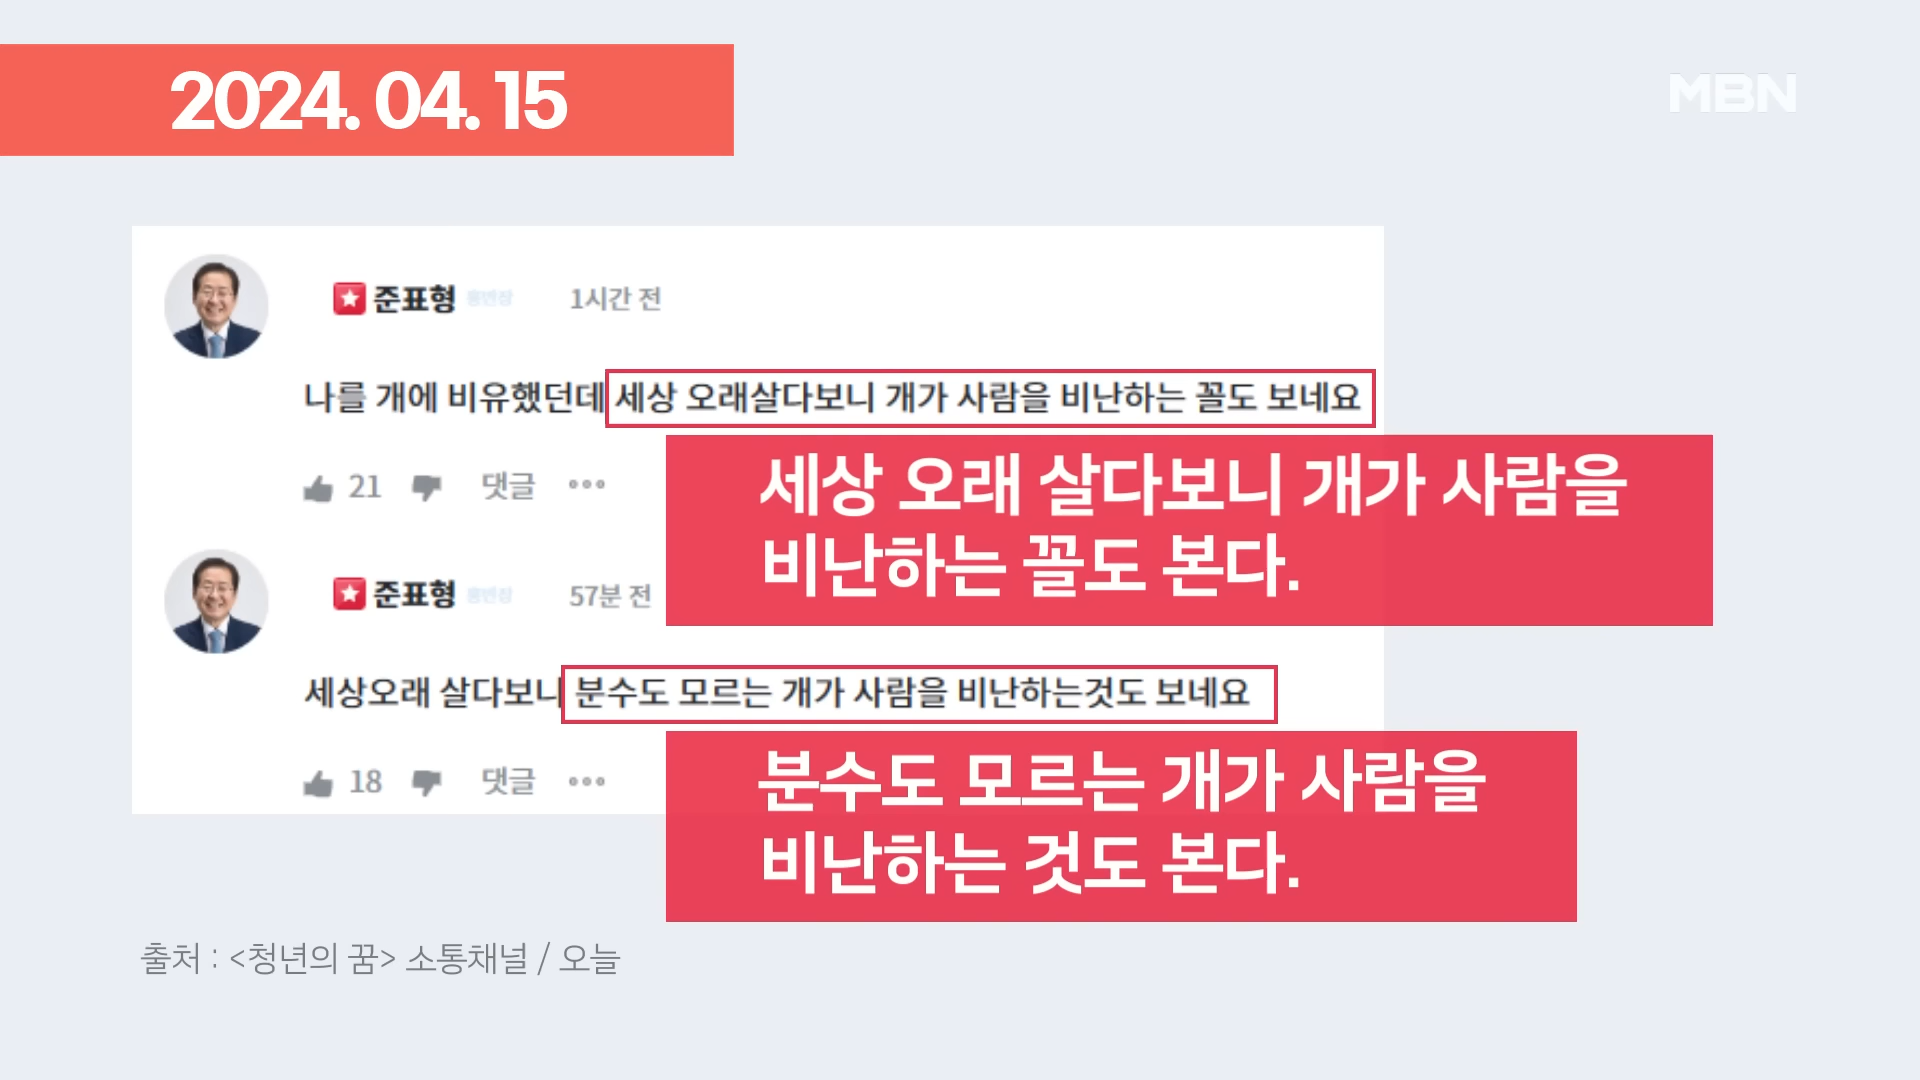 2024. 04. 15
MBN
준표형 1시간 전
나를 개에 비유했던데 세상 오래살다보니 개가 사람을 비난하는 꼴도 보네요
세상 오래 살다보니 개가 사람을
비난하는 꼴도 본다.
21 댓글
준표형 57분 전
세상오래 살다보니 분수도 모르는 개가 사람을 비난하는것도 보네요
분수도 모르는 개가 사람을
비난하는 것도 본다.
18 댓글
출처 : <청년의 꿈> 소통채널 / 오늘